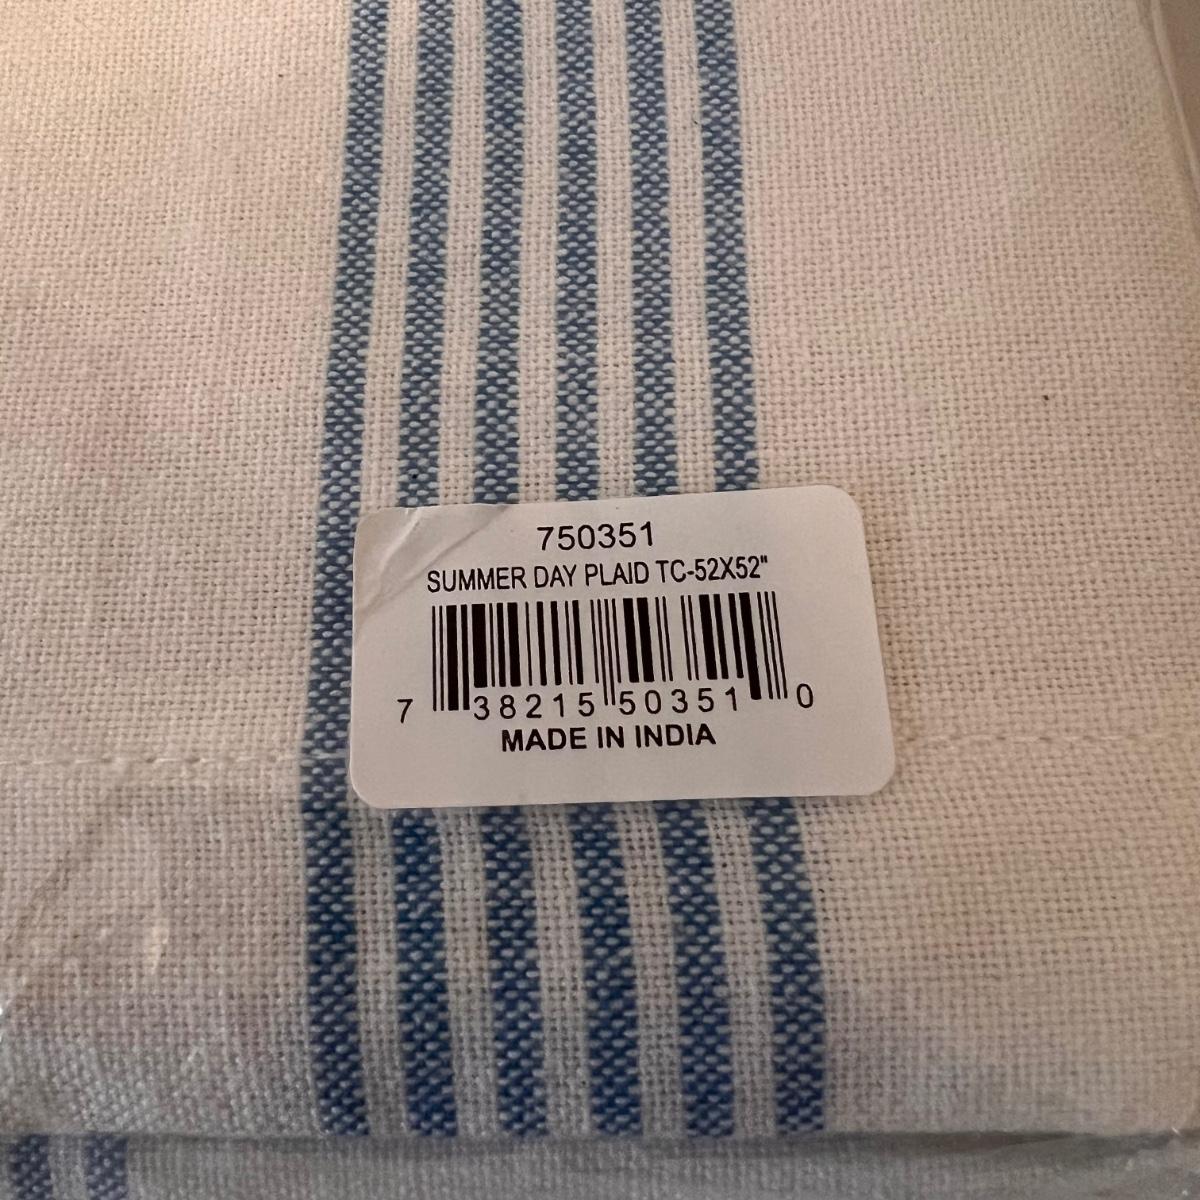 750351
SUMMER DAY PLAID TC-52X52"
7 38215 50351 0
MADE IN INDIA